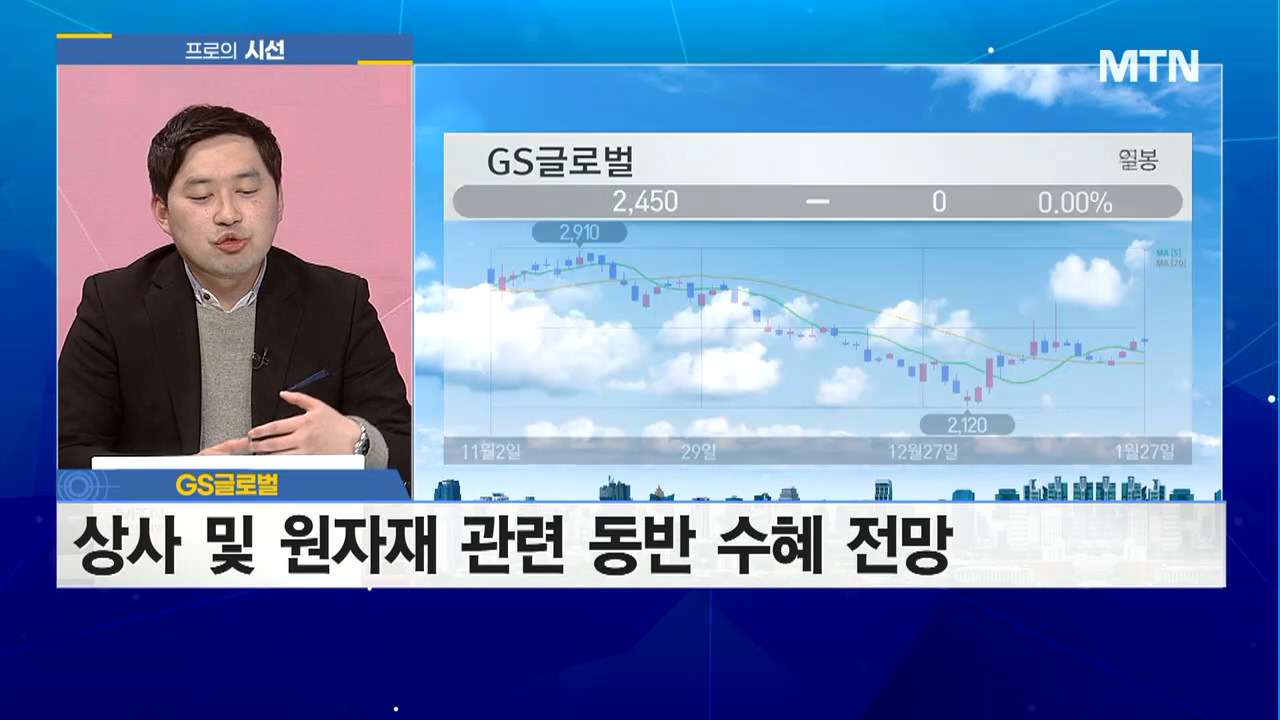 프로의 시선
MTN
GS글로벌
일봉
2,450 ー 0 0.00%
2,910
MA [5]
MA [20]
2,120
11월2일 29일 12월27일 1월27일
GS글로벌
상사 및 원자재 관련 동반 수혜 전망